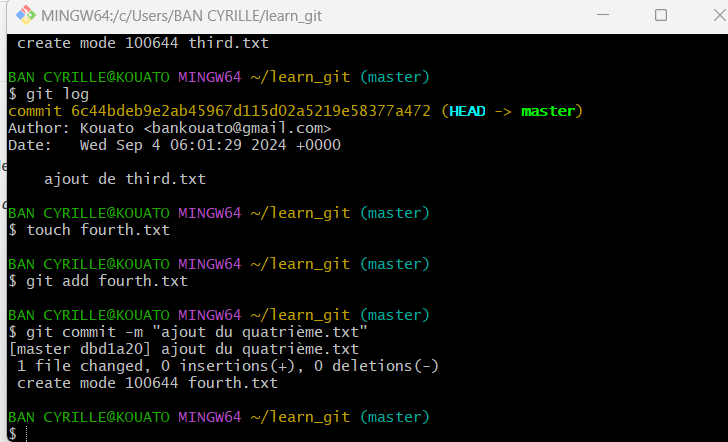 MINGW64:/c/Users/BAN CYRILLE/learn_git
create mode 100644 third.txt
BAN CYRILLE@KOUATO MINGW64 ~/learn_git (master)
$ git log
commit 6c44bdeb9e2ab45967d115d02a5219e58377a472 (HEAD -> master)
Author: Kouato <bankouato@gmail.com>
Date:   Wed Sep 4 06:01:29 2024 +0000
    ajout de third.txt
BAN CYRILLE@KOUATO MINGW64 ~/learn_git (master)
$ touch fourth.txt
BAN CYRILLE@KOUATO MINGW64 ~/learn_git (master)
$ git add fourth.txt
BAN CYRILLE@KOUATO MINGW64 ~/learn_git (master)
$ git commit -m "ajout du quatrième.txt"
[master dbd1a20] ajout du quatrième.txt
 1 file changed, 0 insertions(+), 0 deletions(-)
 create mode 100644 fourth.txt
BAN CYRILLE@KOUATO MINGW64 ~/learn_git (master)
$